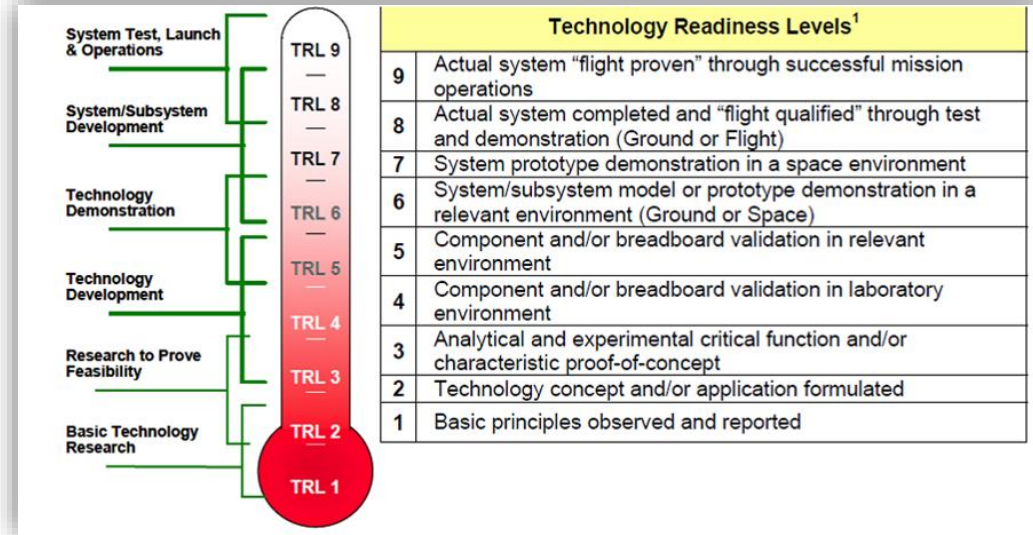 System Test, Launch
& Operations
System/Subsystem
Development
Technology
Demonstration
Technology
Development
Research to Prove
Feasibility
Basic Technology
Research
TRL 9
TRL 8
TRL 7
TRL 6
TRL 5
TRL 4
TRL 3
TRL 2
TRL 1
Technology Readiness Levels1
9 Actual system “flight proven” through successful mission
operations
8 Actual system completed and “flight qualified” through test
and demonstration (Ground or Flight)
7 System prototype demonstration in a space environment
6 System/subsystem model or prototype demonstration in a
relevant environment (Ground or Space)
5 Component and/or breadboard validation in relevant
environment
4 Component and/or breadboard validation in laboratory
environment
3 Analytical and experimental critical function and/or
characteristic proof-of-concept
2 Technology concept and/or application formulated
1 Basic principles observed and reported